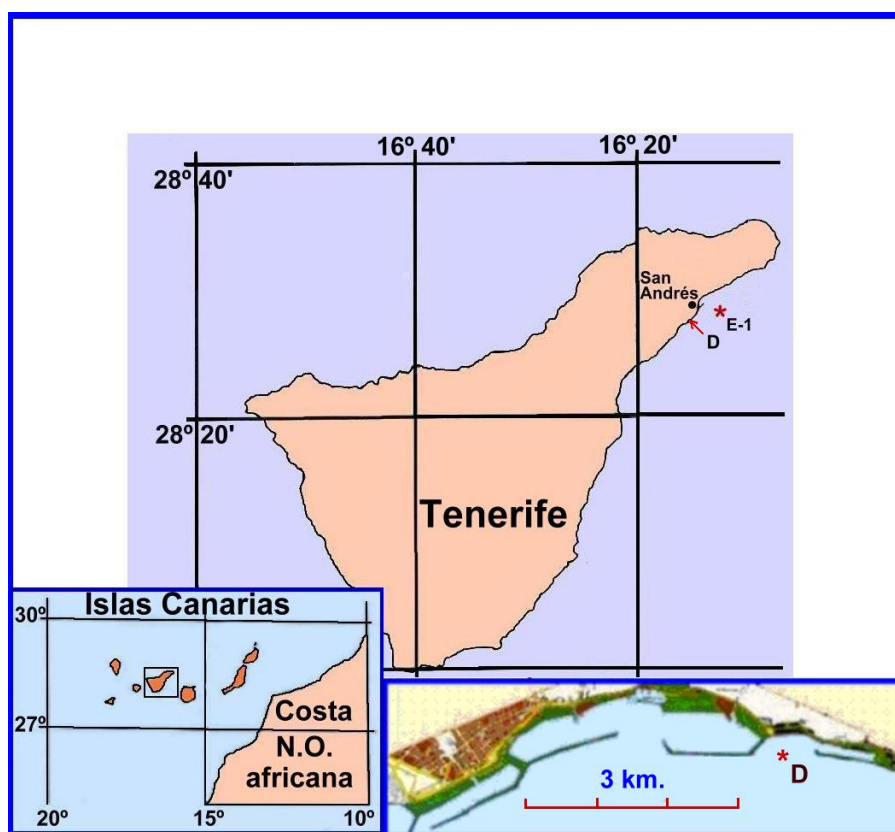 16º 40' 16º 20'
28º 40'
San
Andrés
* E-1
D
28º 20'
Tenerife
Islas Canarias
30º
27º
Costa
N.O.
africana
20º 15º 10º
3 km.
* D